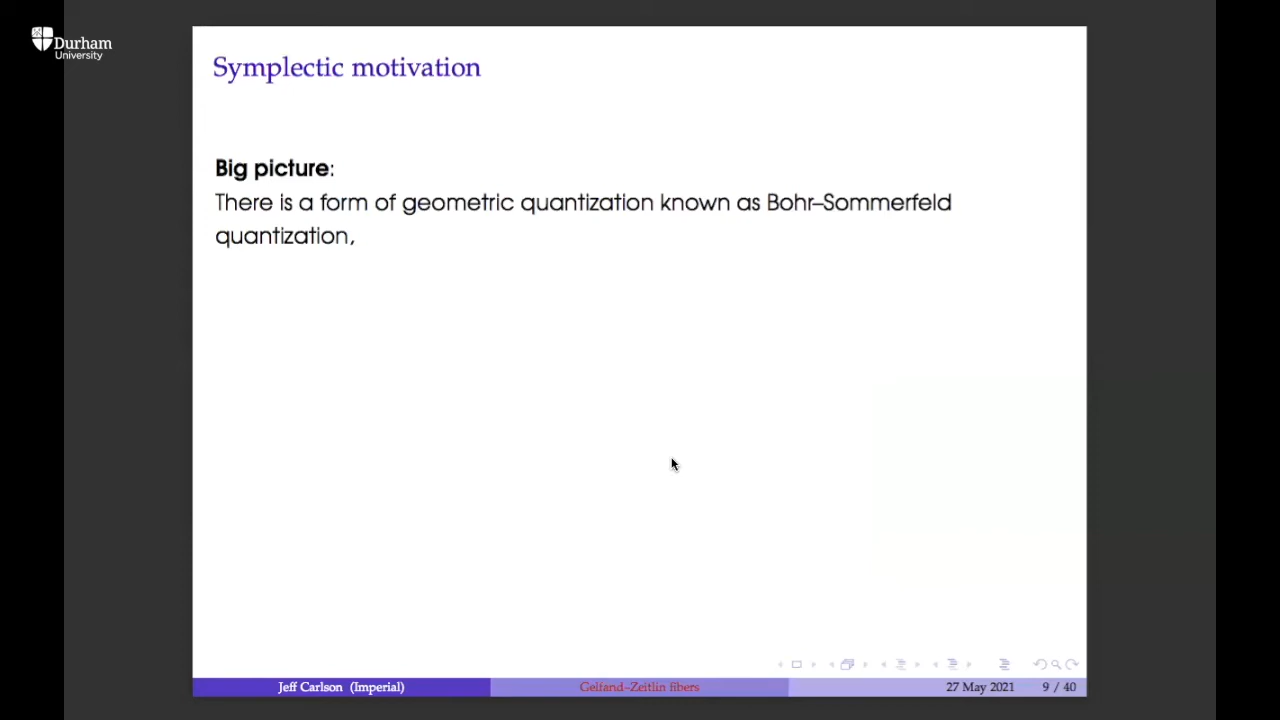 Durham
University
Symplectic motivation
Big picture:
There is a form of geometric quantization known as Bohr–Sommerfeld
quantization,
Jeff Carlson (Imperial)
Gelfand–Zeitlin fibers
27 May 2021
9 / 40